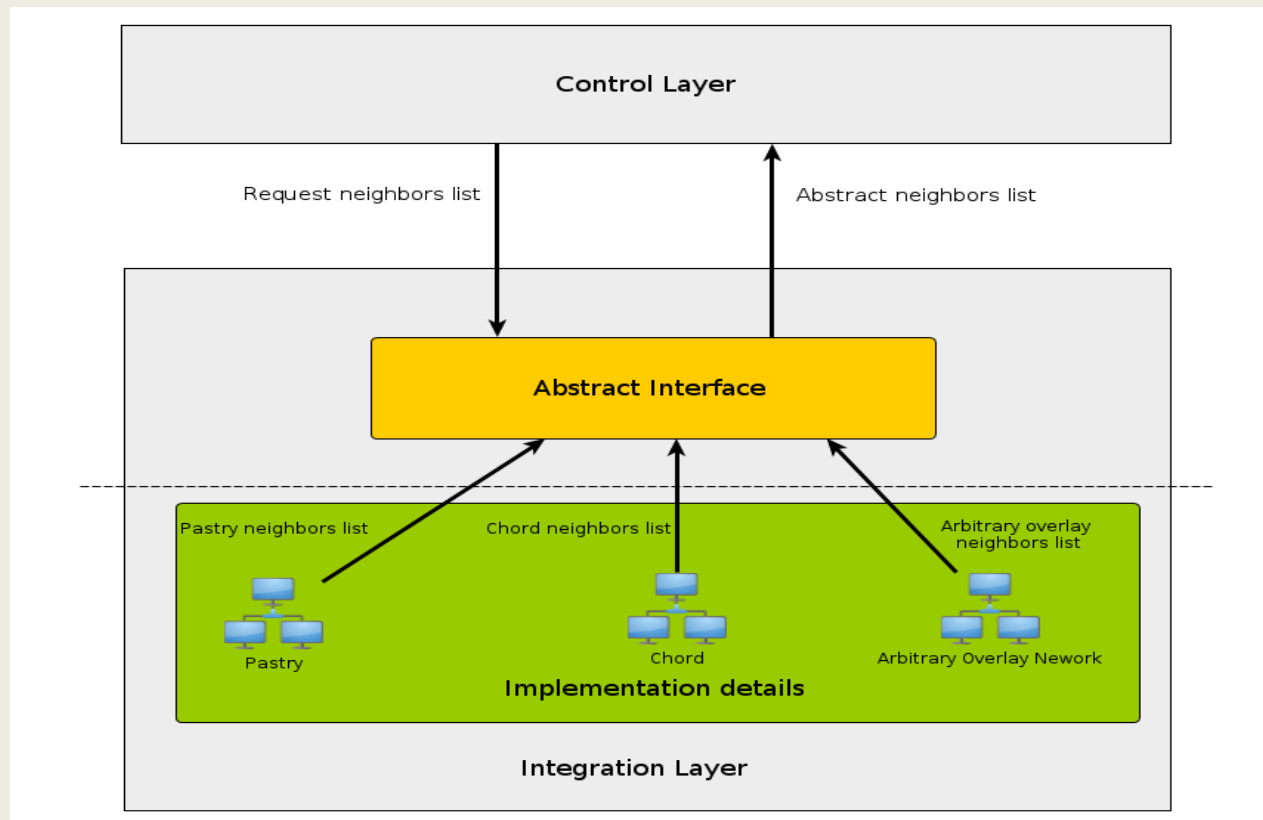 Control Layer
Request neighbors list
Abstract neighbors list
Abstract Interface
Pastry neighbors list
Chord neighbors list
Arbitrary overlay
neighbors list
Pastry
Chord
Arbitrary Overlay Nework
Implementation details
Integration Layer